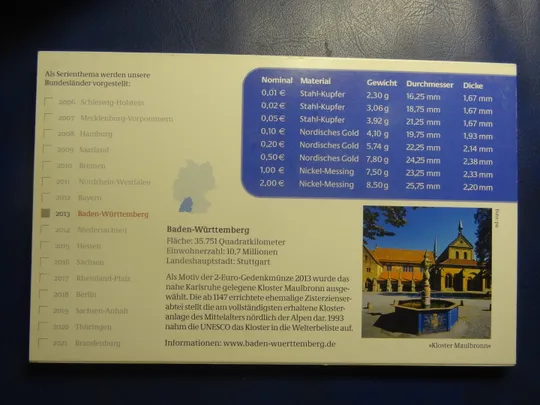 Als Serienthema werden unsere
Bundesländer vorgestellt:
2006 Schleswig-Holstein
2007 Mecklenburg-Vorpommern
2008 Hamburg
2009 Saarland
2010 Bremen
2011 Nordrhein-Westfalen
2012 Bayern
2013 Baden-Württemberg
2014 Niedersachsen
2015 Hessen
2016 Sachsen
2017 Rheinland-Pfalz
2018 Berlin
2019 Sachsen-Anhalt
2020 Thüringen
2021 Brandenburg
Nominal Material Gewicht Durchmesser Dicke
0,01 € Stahl-Kupfer 2,30 g 16,25 mm 1,67 mm
0,02 € Stahl-Kupfer 3,06 g 18,75 mm 1,67 mm
0,05 € Stahl-Kupfer 3,92 g 21,25 mm 1,67 mm
0,10 € Nordisches Gold 4,10 g 19,75 mm 1,93 mm
0,20 € Nordisches Gold 5,74 g 22,25 mm 2,14 mm
0,50 € Nordisches Gold 7,80 g 24,25 mm 2,38 mm
1,00 € Nickel-Messing 7,50 g 23,25 mm 2,33 mm
2,00 € Nickel-Messing 8,50 g 25,75 mm 2,20 mm
Baden-Württemberg
Fläche: 35.751 Quadratkilometer
Einwohnerzahl: 10,7 Millionen
Landeshauptstadt: Stuttgart
Als Motiv der 2-Euro-Gedenkmünze 2013 wurde das
nahe Karlsruhe gelegene Kloster Maulbronn ausge-
wählt. Die ab 1147 errichtete ehemalige Zisterzienser-
abtei stellt die am vollständigsten erhaltene Kloster-
anlage des Mittelalters nördlich der Alpen dar. 1993
nahm die UNESCO das Kloster in die Welterbeliste auf.
Informationen: www.baden-wuerttemberg.de
»Kloster Maulbronn«